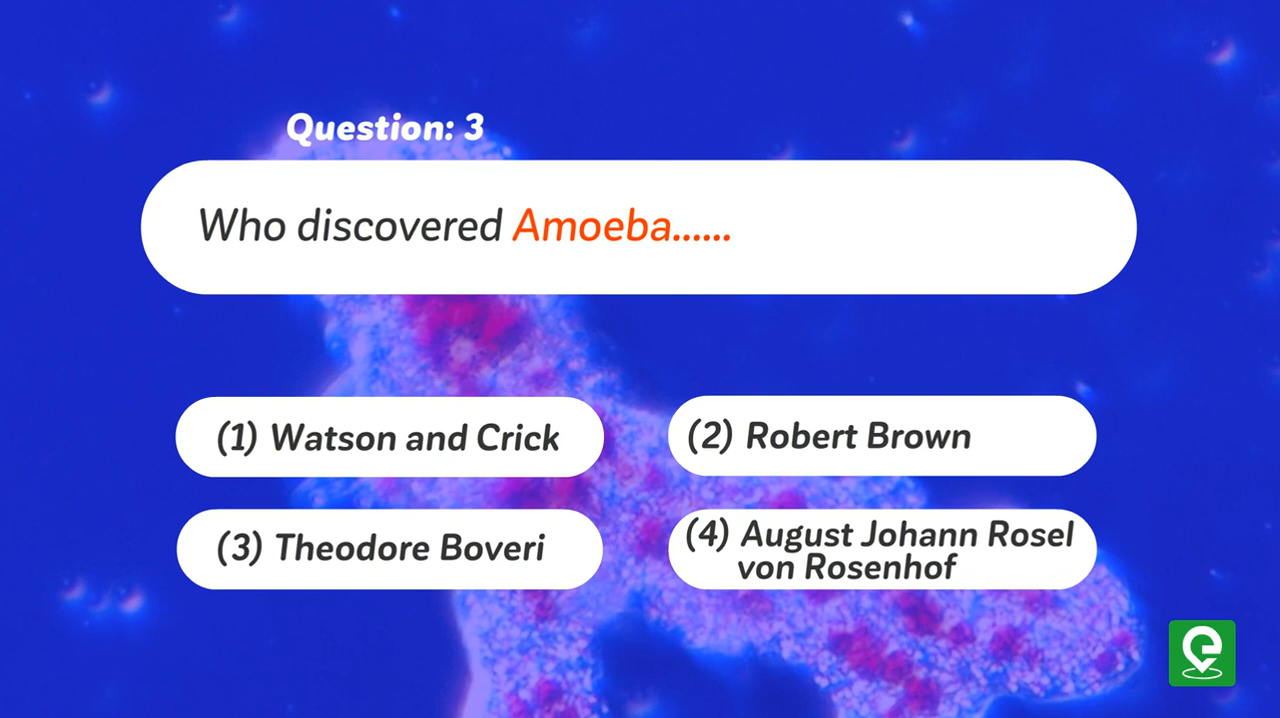 Question: 3
Who discovered Amoeba......
(1) Watson and Crick
(2) Robert Brown
(3) Theodore Boveri
(4) August Johann Rosel
von Rosenhof